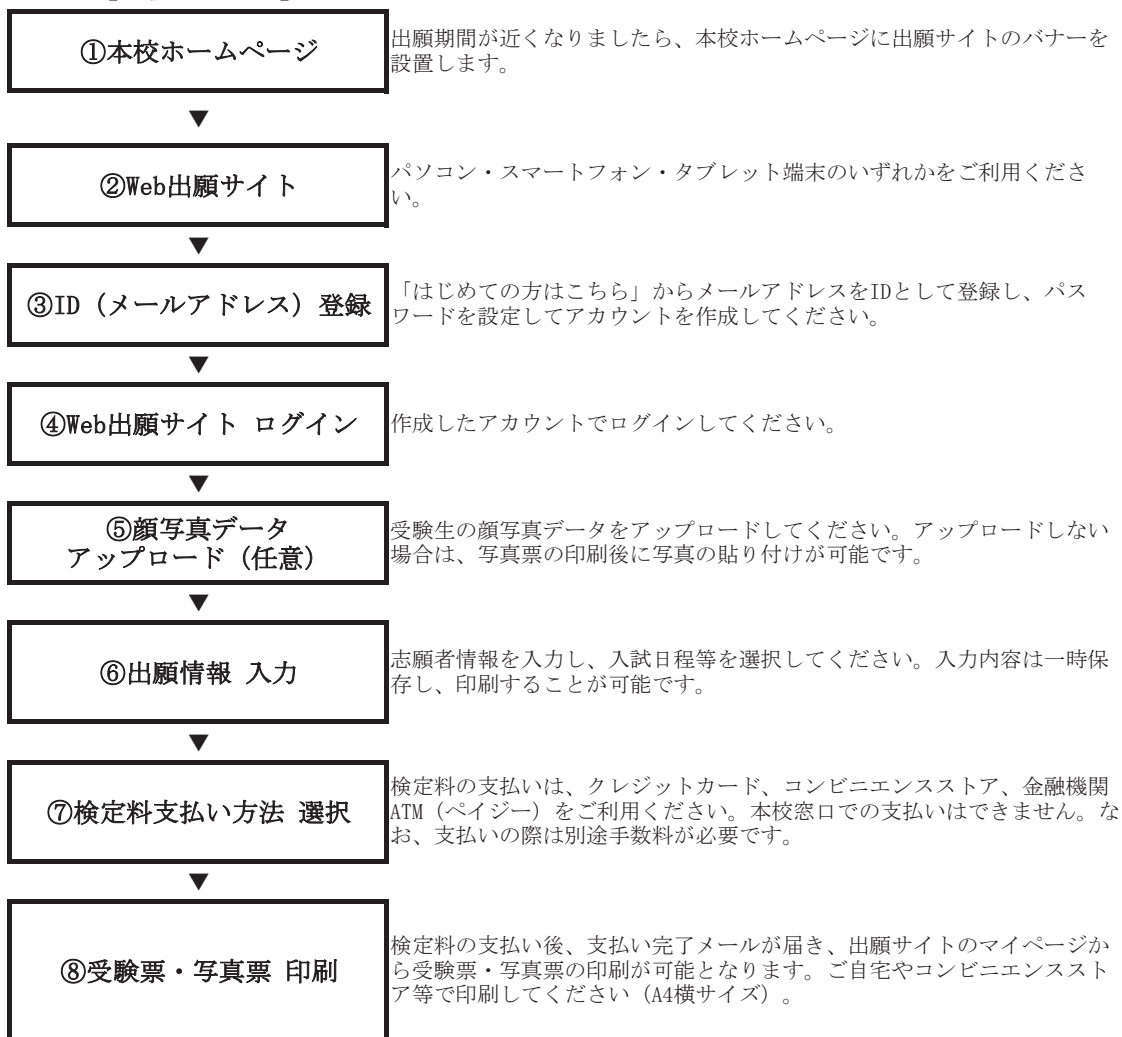 ①本校ホームページ
出願期間が近くなりましたら、本校ホームページに出願サイトのバナーを
設置します。
▼
②Web出願サイト
パソコン・スマートフォン・タブレット端末のいずれかをご利用くださ
い。
▼
③ID（メールアドレス）登録
「はじめての方はこちら」からメールアドレスをIDとして登録し、パス
ワードを設定してアカウントを作成してください。
▼
④Web出願サイト ログイン
作成したアカウントでログインしてください。
▼
⑤顔写真データ
アップロード（任意）
受験生の顔写真データをアップロードしてください。アップロードしない
場合は、写真票の印刷後に写真の貼り付けが可能です。
▼
⑥出願情報 入力
志願者情報を入力し、入試日程等を選択してください。入力内容は一時保
存し、印刷することが可能です。
▼
⑦検定料支払い方法 選択
検定料の支払いは、クレジットカード、コンビニエンスストア、金融機関
ATM（ペイジー）をご利用ください。本校窓口での支払いはできません。な
お、支払いの際は別途手数料が必要です。
▼
⑧受験票・写真票 印刷
検定料の支払い後、支払い完了メールが届き、出願サイトのマイページか
ら受験票・写真票の印刷が可能となります。ご自宅やコンビニエンススト
ア等で印刷してください（A4横サイズ）。